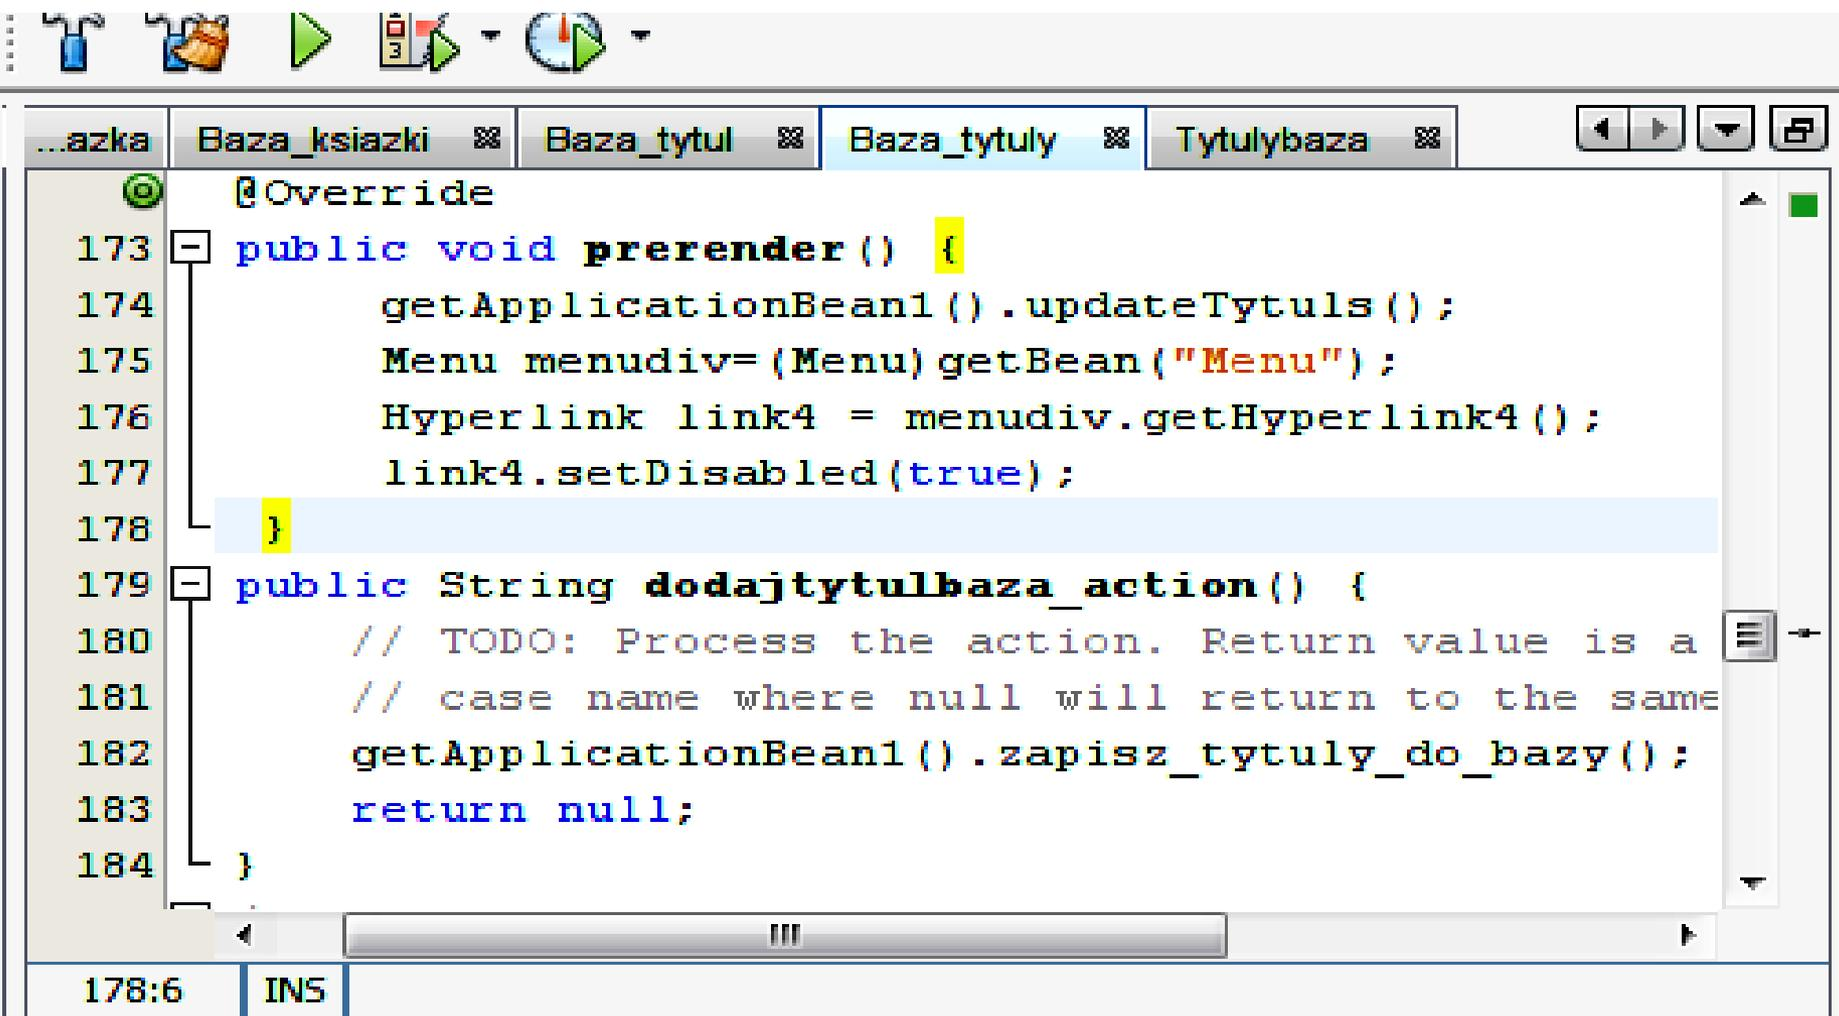 ...azka Baza_ksiazki Baza_tytul Baza_tytuly Tytulybaza
@Override
173 public void prerender() {
174 getApplicationBean1().updateTytuls();
175 Menu menudiv=(Menu)getBean("Menu");
176 Hyperlink link4 = menudiv.getHyperlink4();
177 link4.setDisabled(true);
178 }
179 public String dodajtytulbaza_action() {
180 // TODO: Process the action. Return value is a
181 // case name where null will return to the same
182 getApplicationBean1().zapisz_tytuly_do_bazy();
183 return null;
184 }
178:6 INS